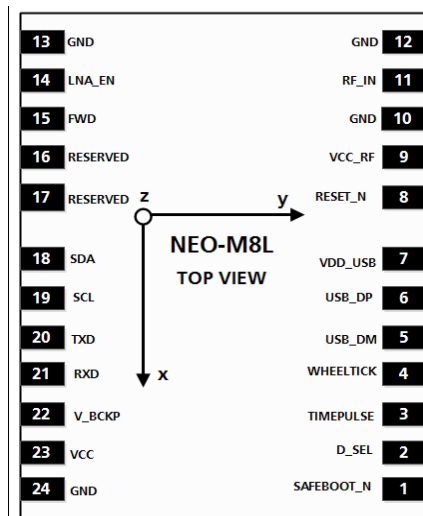 13 GND GND 12
14 LNA_EN RF_IN 11
15 FWD GND 10
16 RESERVED VCC_RF 9
17 RESERVED z y RESET_N 8
NEO-M8L
TOP VIEW
18 SDA VDD_USB 7
19 SCL USB_DP 6
20 TXD USB_DM 5
21 RXD x WHEELTICK 4
22 V_BCKP TIMEPULSE 3
23 VCC D_SEL 2
24 GND SAFEBOOT_N 1